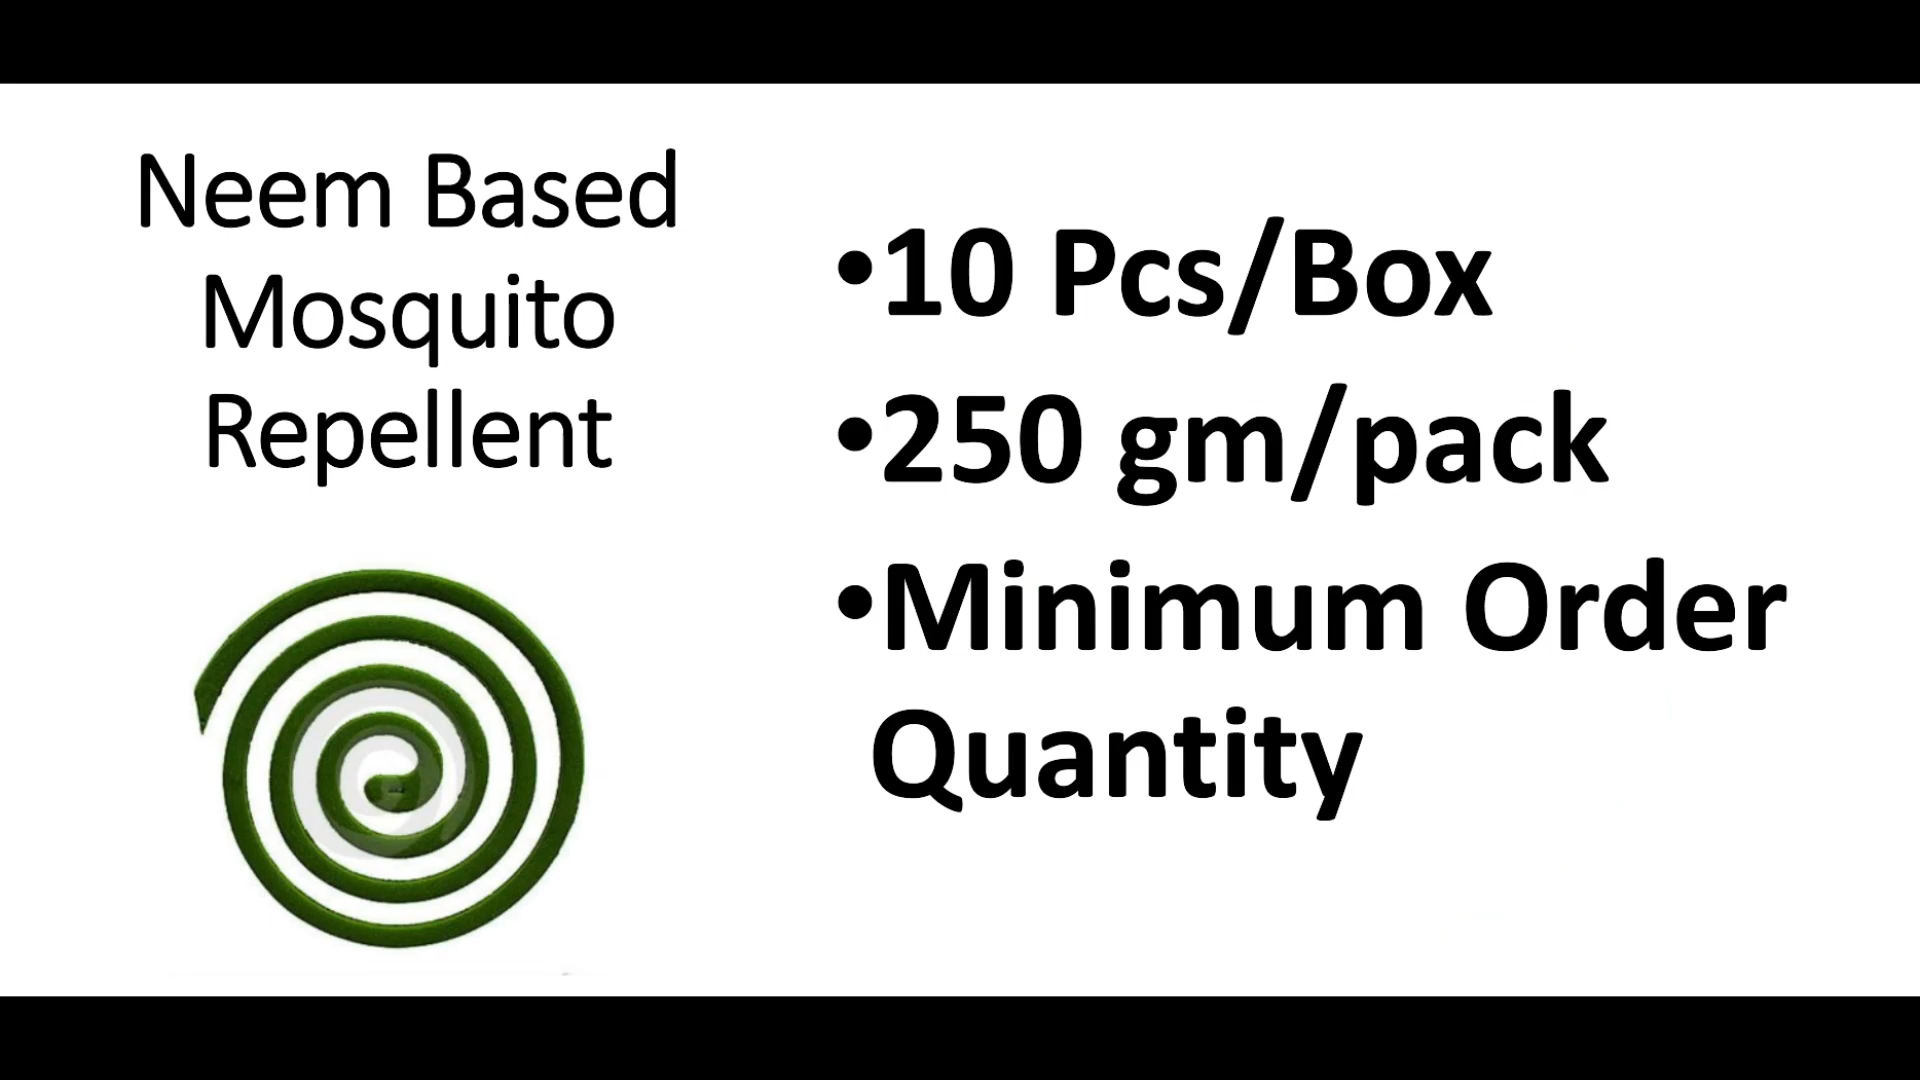 Neem Based
Mosquito
Repellent
•10 Pcs/Box
•250 gm/pack
•Minimum Order
Quantity